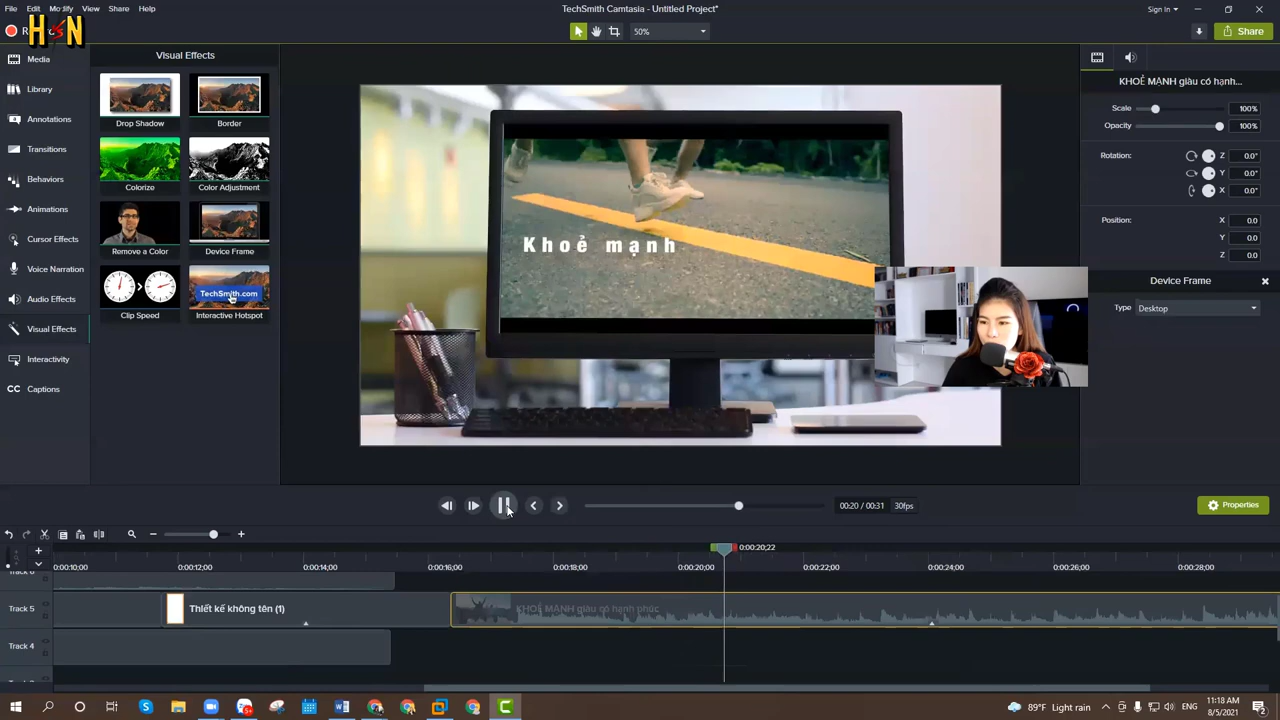 TechSmith Camtasia - Untitled Project*
File Edit Modify View Share Help
Sign In
H N
50%
Share
Media
Library
Annotations
Transitions
Behaviors
Animations
Cursor Effects
Voice Narration
Audio Effects
Visual Effects
Interactivity
CC Captions
Visual Effects
Drop Shadow
Border
Colorize
Color Adjustment
Remove a Color
Device Frame
TechSmith.com
Clip Speed
Interactive Hotspot
Khoẻ mạnh
KHOẺ MẠNH giàu có hạnh...
Scale 100%
Opacity 100%
Rotation: Z 0.0°
Y 0.0°
X 0.0°
Position: X 0.0
Y 0.0
Z 0.0
Device Frame
Type Desktop
00:20 / 00:31 30fps
Properties
0:00:20;22
0:00:10;00 0:00:12;00 0:00:14;00 0:00:16;00 0:00:18;00 0:00:20;00 0:00:22;00 0:00:24;00 0:00:26;00 0:00:28;00
Track 6
Track 5
Thiết kế không tên (1)
KHOẺ MẠNH giàu có hạnh phúc
Track 4
89°F Light rain
11:18 AM
8/5/2021